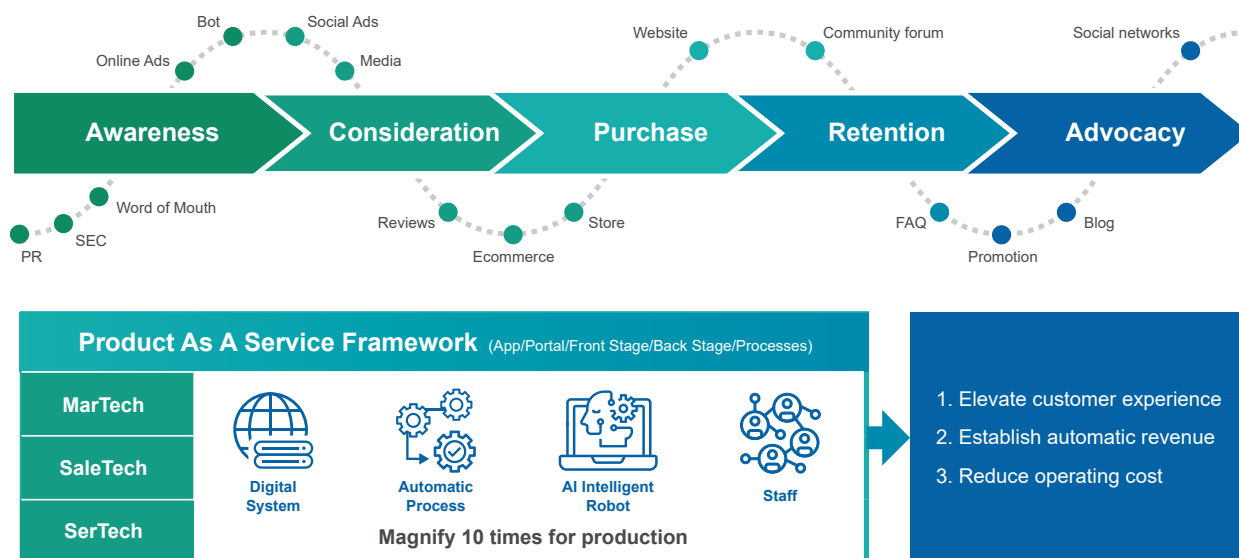 Bot
Social Ads
Online Ads
Media
Website
Community forum
Social networks
Awareness
Consideration
Purchase
Retention
Advocacy
Word of Mouth
SEC
PR
Reviews
Store
Ecommerce
FAQ
Blog
Promotion
Product As A Service Framework (App/Portal/Front Stage/Back Stage/Processes)
MarTech
SaleTech
SerTech
Digital
System
Automatic
Process
AI Intelligent
Robot
Staff
Magnify 10 times for production
1. Elevate customer experience
2. Establish automatic revenue
3. Reduce operating cost